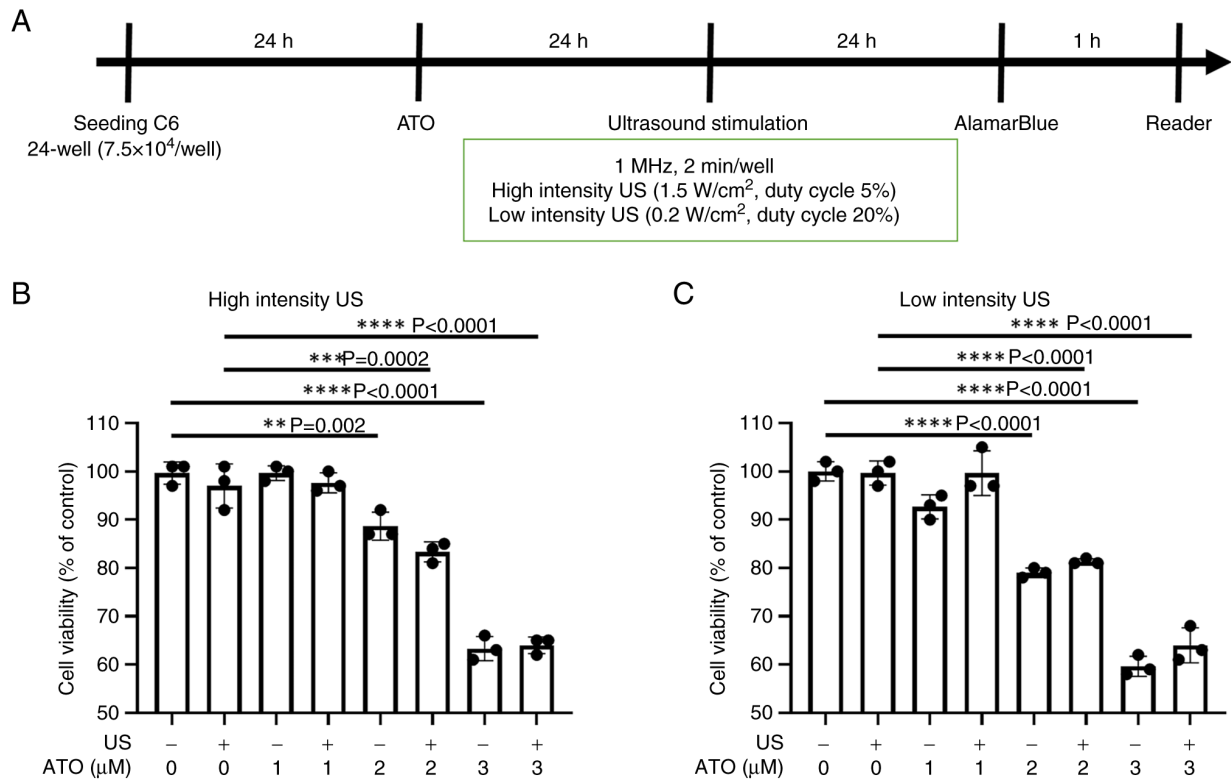 A
24 h 24 h 24 h 1 h
Seeding C6 ATO Ultrasound stimulation AlamarBlue Reader
24-well (7.5×10⁴/well)
1 MHz, 2 min/well
High intensity US (1.5 W/cm², duty cycle 5%)
Low intensity US (0.2 W/cm², duty cycle 20%)
B
High intensity US
**** P<0.0001
***P=0.0002
****P<0.0001
**P=0.002
Cell viability (% of control)
110
100
90
80
70
60
50
US − + − + − + − +
ATO (μM) 0 0 1 1 2 2 3 3
C
Low intensity US
**** P<0.0001
****P<0.0001
****P<0.0001
****P<0.0001
Cell viability (% of control)
110
100
90
80
70
60
50
US − + − + − + − +
ATO (μM) 0 0 1 1 2 2 3 3